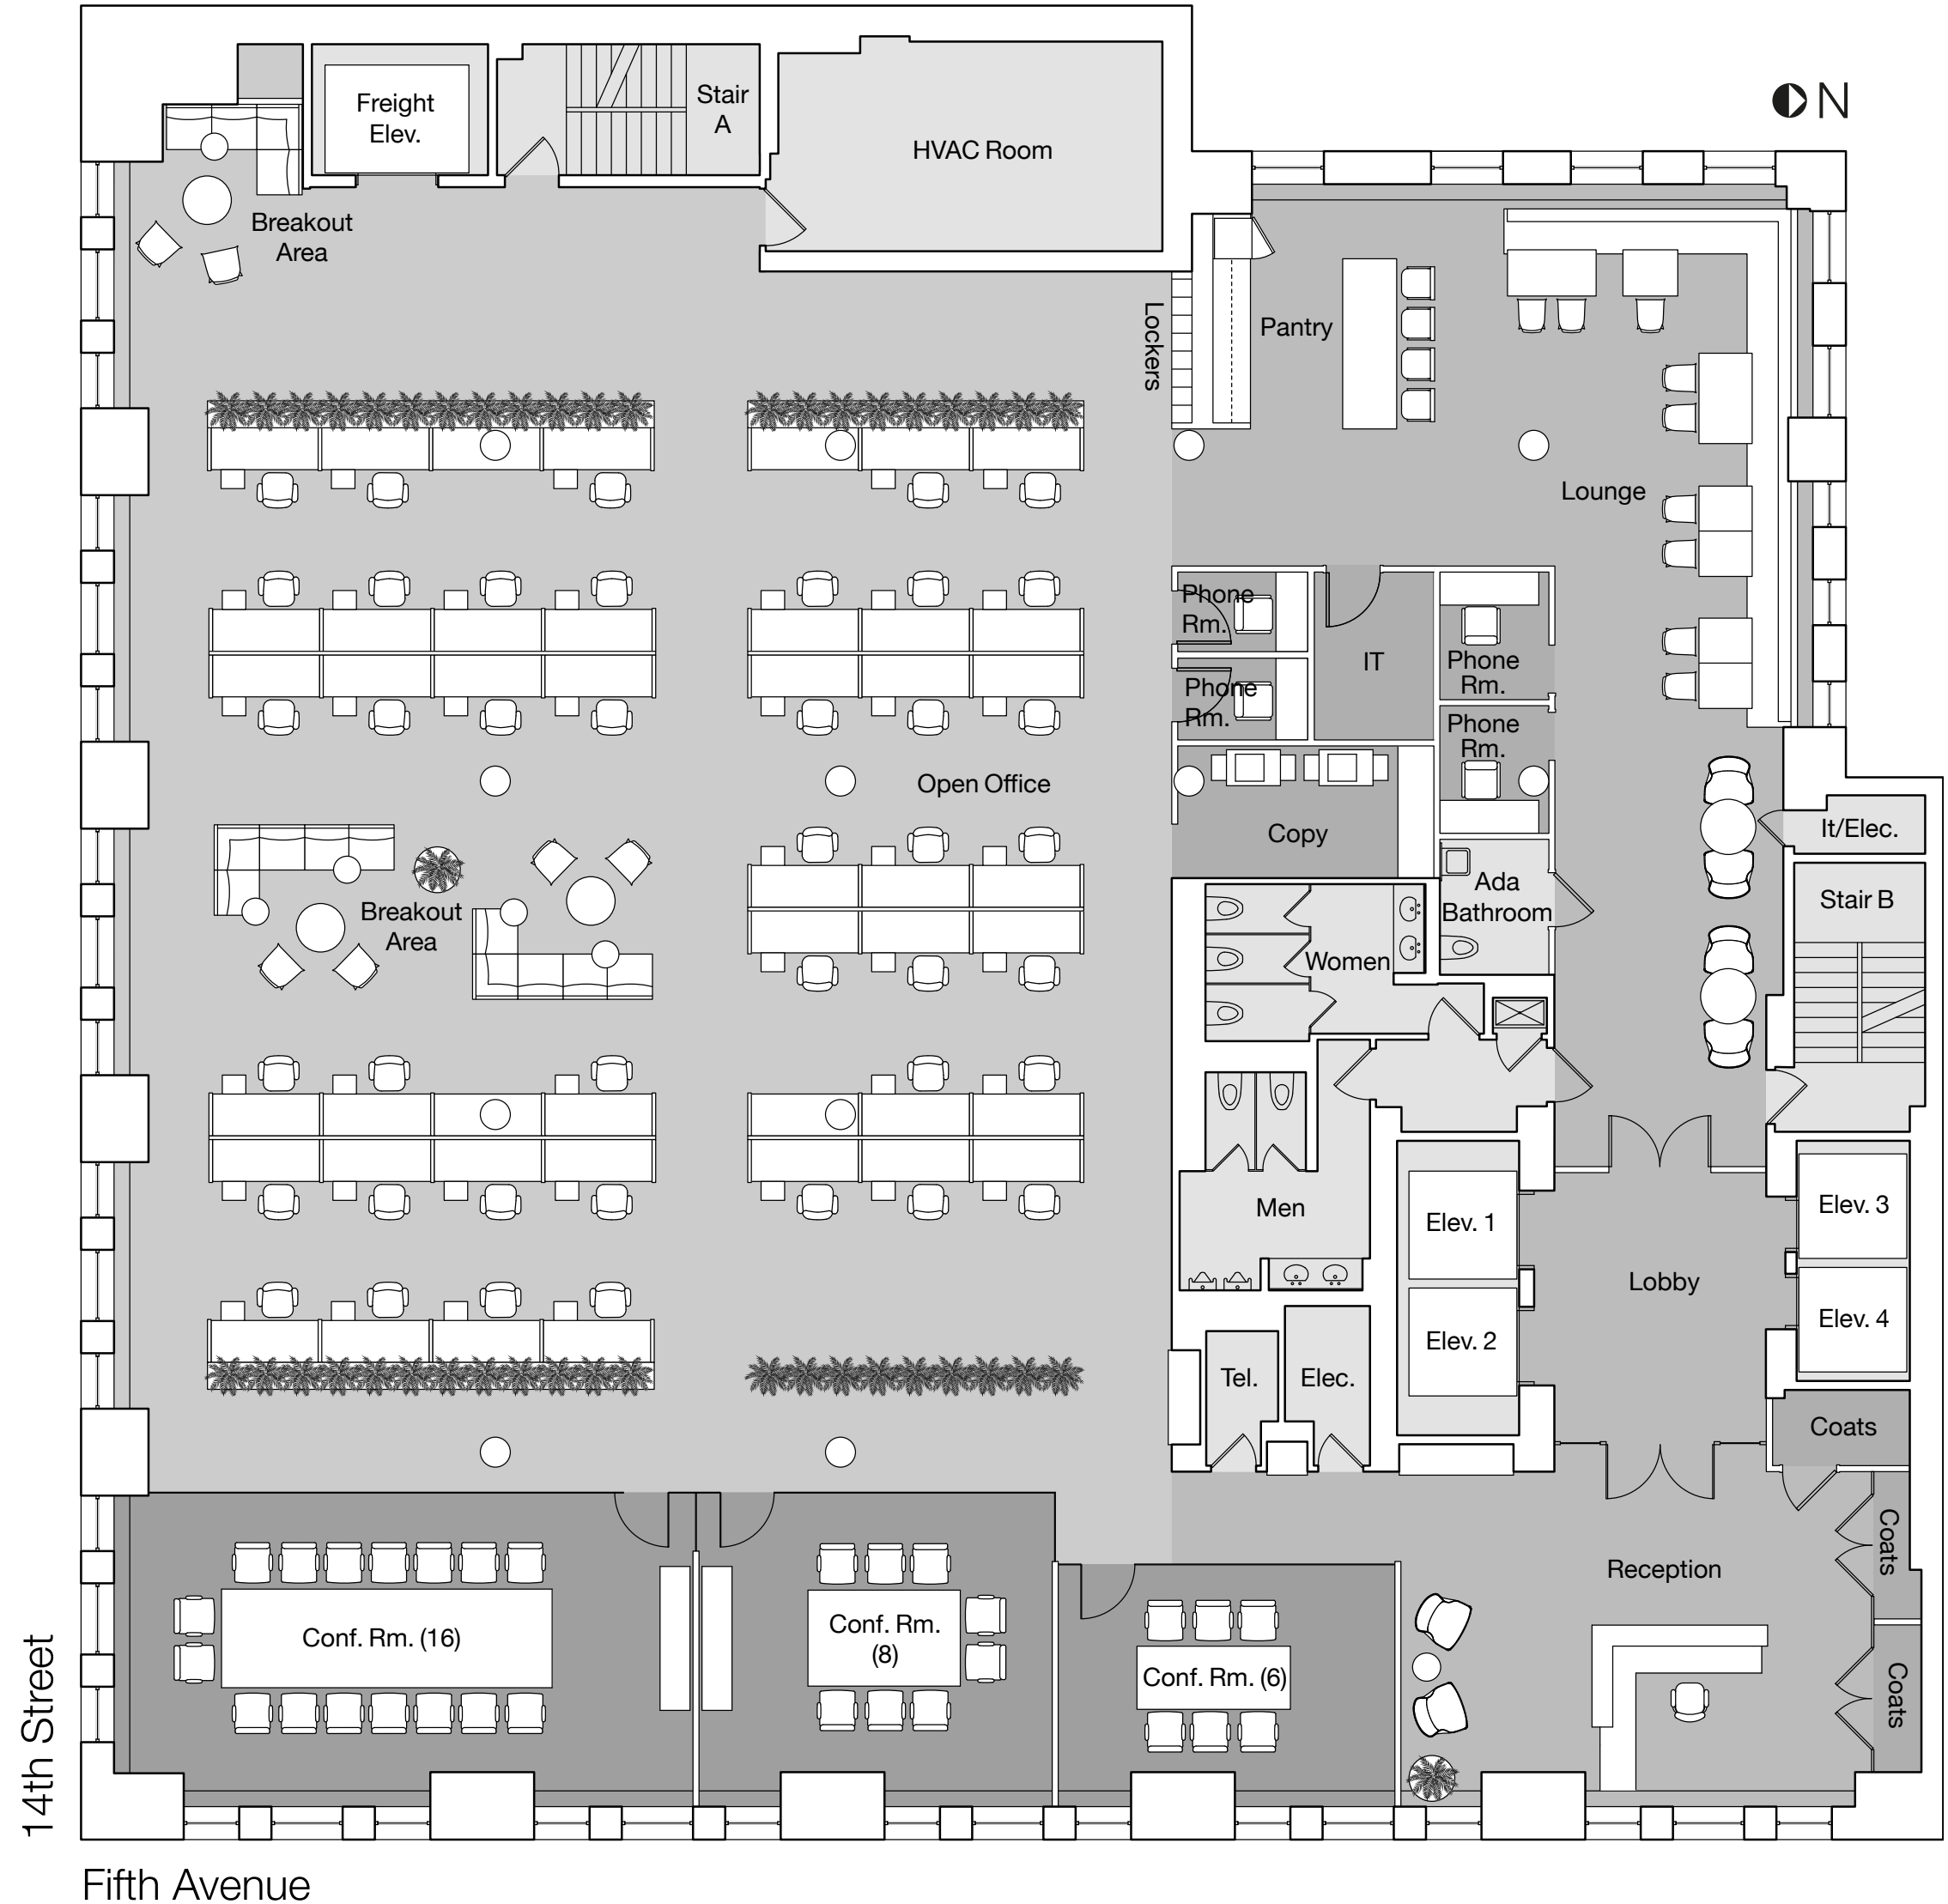 N
Freight
Elev.
Stair
A
HVAC Room
Breakout
Area
Lockers
Pantry
Lounge
Phone
Rm.
Phone
Rm.
IT
Phone
Rm.
Phone
Rm.
Open Office
Copy
It/Elec.
Ada
Bathroom
Stair B
Breakout
Area
Women
Men
Elev. 1
Elev. 2
Elev. 3
Elev. 4
Lobby
Tel.
Elec.
Coats
Coats
Coats
Reception
Conf. Rm. (16)
Conf. Rm.
(8)
Conf. Rm. (6)
14th Street
Fifth Avenue